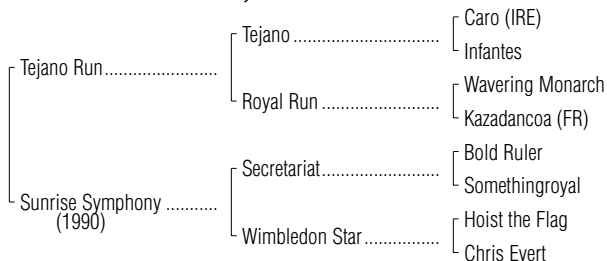 Caro (IRE)
Tejano ..............................
Infantes
Tejano Run.......................
Wavering Monarch
Royal Run ........................
Kazadancoa (FR)
Bold Ruler
Secretariat........................
Somethingroyal
Sunrise Symphony ...........
(1990)
Hoist the Flag
Wimbledon Star...............
Chris Evert